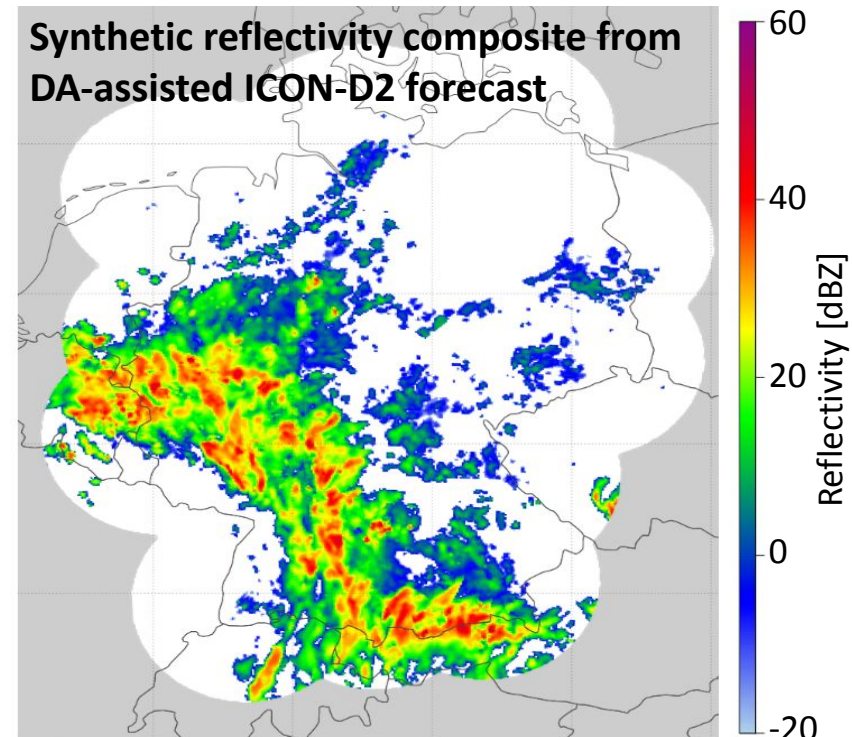 Synthetic reflectivity composite from
DA-assisted ICON-D2 forecast
60
40
20
0
-20
Reflectivity [dBZ]